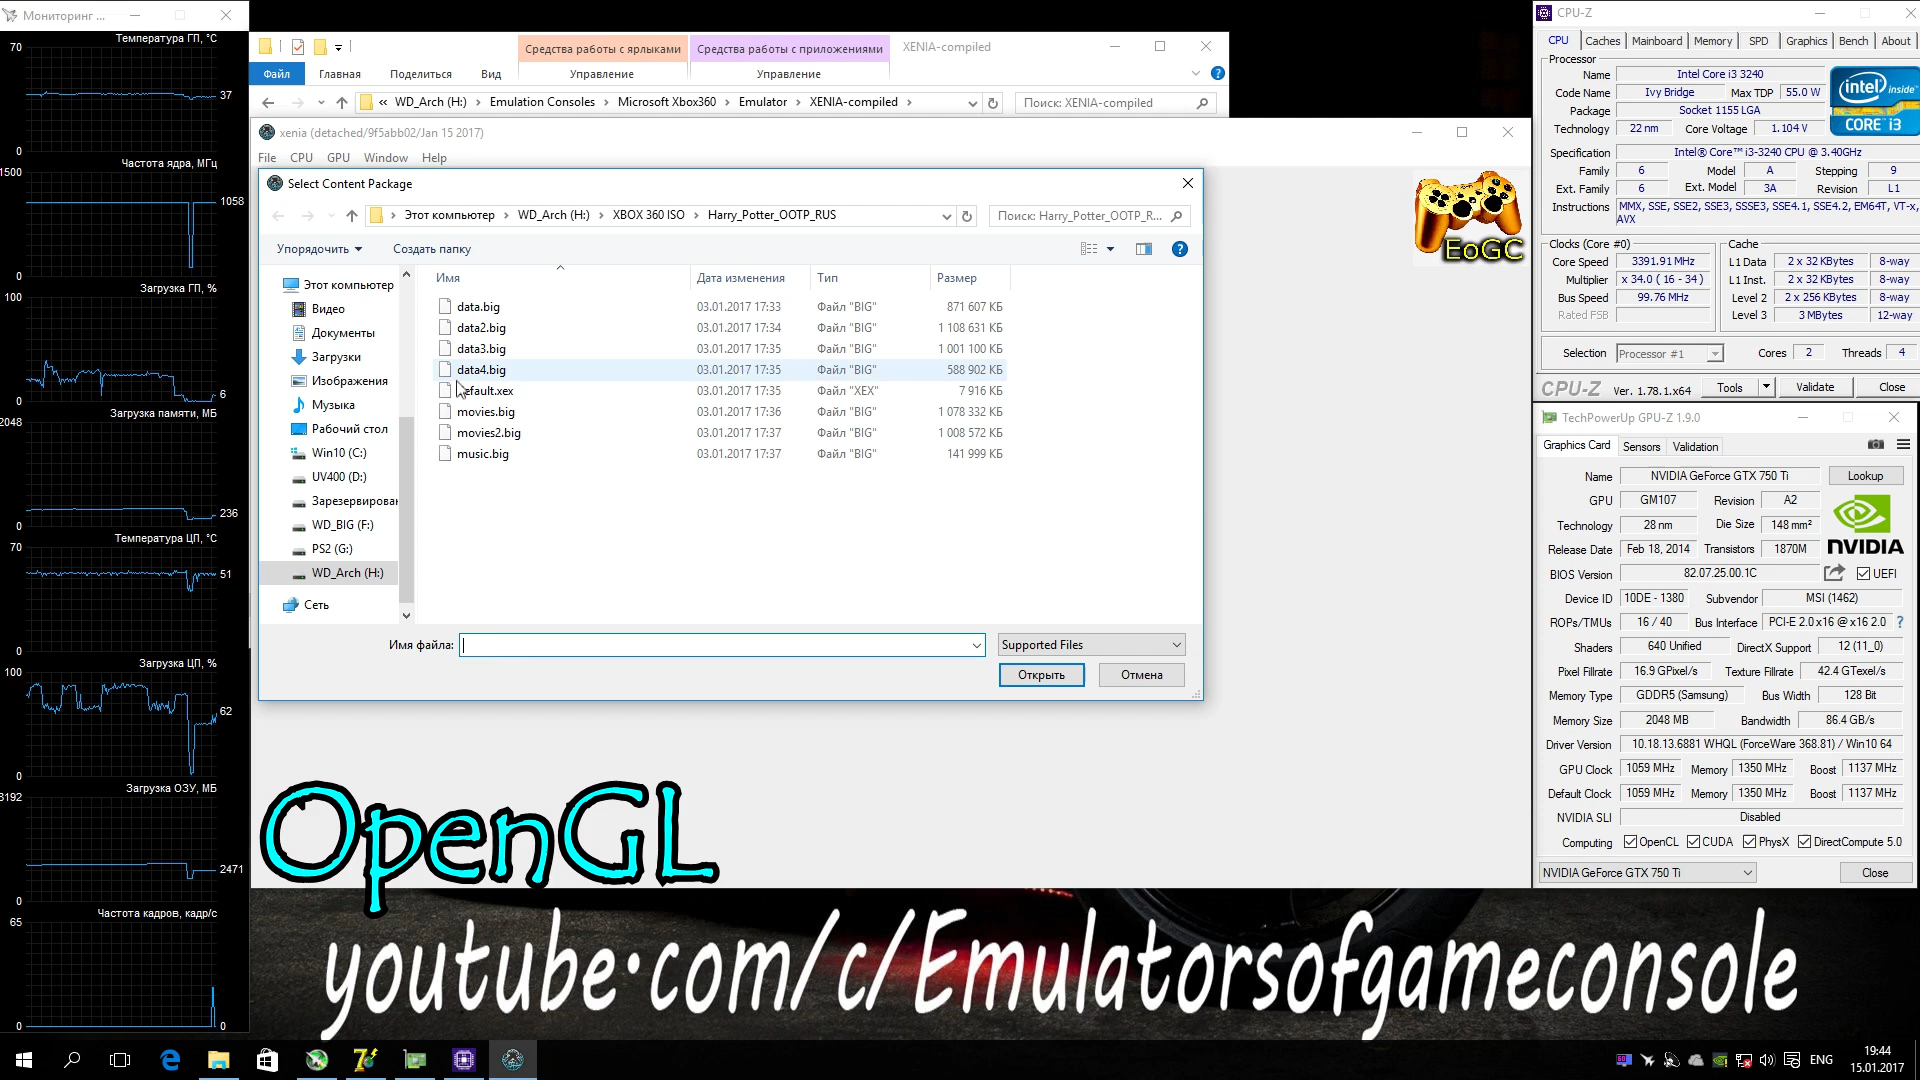 Мониторинг ...
Температура ГП, °C
70
37
0
Частота ядра, МГц
1500
1058
0
Загрузка ГП, %
100
6
0
Загрузка памяти, МБ
2048
236
0
Температура ЦП, °C
70
51
0
Загрузка ЦП, %
100
62
0
Загрузка ОЗУ, МБ
8192
2471
0
Частота кадров, кадр/с
65
0
0
Средства работы с ярлыками
Средства работы с приложениями
XENIA-compiled
Файл
Главная
Поделиться
Вид
Управление
Управление
« WD_Arch (H:) › Emulation Consoles › Microsoft Xbox360 › Emulator › XENIA-compiled ›
Поиск: XENIA-compiled
xenia (detached/9f5abb02/Jan 15 2017)
File CPU GPU Window Help
Select Content Package
› Этот компьютер › WD_Arch (H:) › XBOX 360 ISO › Harry_Potter_OOTP_RUS
Поиск: Harry_Potter_OOTP_R...
Упорядочить
Создать папку
Этот компьютер
Видео
Документы
Загрузки
Изображения
Музыка
Рабочий стол
Win10 (C:)
UV400 (D:)
Зарезервирован
WD_BIG (F:)
PS2 (G:)
WD_Arch (H:)
Сеть
Имя Дата изменения Тип Размер
data.big 03.01.2017 17:33 Файл "BIG" 871 607 КБ
data2.big 03.01.2017 17:34 Файл "BIG" 1 108 631 КБ
data3.big 03.01.2017 17:35 Файл "BIG" 1 001 100 КБ
data4.big 03.01.2017 17:35 Файл "BIG" 588 902 КБ
default.xex 03.01.2017 17:35 Файл "XEX" 7 916 КБ
movies.big 03.01.2017 17:36 Файл "BIG" 1 078 332 КБ
movies2.big 03.01.2017 17:37 Файл "BIG" 1 008 572 КБ
music.big 03.01.2017 17:37 Файл "BIG" 141 999 КБ
Имя файла:
Supported Files
Открыть
Отмена
EoGC
OpenGL
youtube.com/c/Emulatorsofgameconsole
CPU-Z
CPU Caches Mainboard Memory SPD Graphics Bench About
Processor
Name Intel Core i3 3240
Code Name Ivy Bridge Max TDP 55.0 W
Package Socket 1155 LGA
Technology 22 nm Core Voltage 1.104 V
intel inside™
CORE i3
Specification Intel® Core™ i3-3240 CPU @ 3.40GHz
Family 6 Model A Stepping 9
Ext. Family 6 Ext. Model 3A Revision L1
Instructions MMX, SSE, SSE2, SSE3, SSSE3, SSE4.1, SSE4.2, EM64T, VT-x,
AVX
Clocks (Core #0)
Core Speed 3391.91 MHz
Multiplier x 34.0 ( 16 - 34 )
Bus Speed 99.76 MHz
Rated FSB
Cache
L1 Data 2 x 32 KBytes 8-way
L1 Inst. 2 x 32 KBytes 8-way
Level 2 2 x 256 KBytes 8-way
Level 3 3 MBytes 12-way
Selection Processor #1 Cores 2 Threads 4
CPU-Z Ver. 1.78.1.x64 Tools Validate Close
TechPowerUp GPU-Z 1.9.0
Graphics Card Sensors Validation
Name NVIDIA GeForce GTX 750 Ti Lookup
GPU GM107 Revision A2
Technology 28 nm Die Size 148 mm²
Release Date Feb 18, 2014 Transistors 1870M
NVIDIA
BIOS Version 82.07.25.00.1C UEFI
Device ID 10DE - 1380 Subvendor MSI (1462)
ROPs/TMUs 16 / 40 Bus Interface PCI-E 2.0 x16 @ x16 2.0 ?
Shaders 640 Unified DirectX Support 12 (11_0)
Pixel Fillrate 16.9 GPixel/s Texture Fillrate 42.4 GTexel/s
Memory Type GDDR5 (Samsung) Bus Width 128 Bit
Memory Size 2048 MB Bandwidth 86.4 GB/s
Driver Version 10.18.13.6881 WHQL (ForceWare 368.81) / Win10 64
GPU Clock 1059 MHz Memory 1350 MHz Boost 1137 MHz
Default Clock 1059 MHz Memory 1350 MHz Boost 1137 MHz
NVIDIA SLI Disabled
Computing OpenCL CUDA PhysX DirectCompute 5.0
NVIDIA GeForce GTX 750 Ti Close
ENG
19:44
15.01.2017